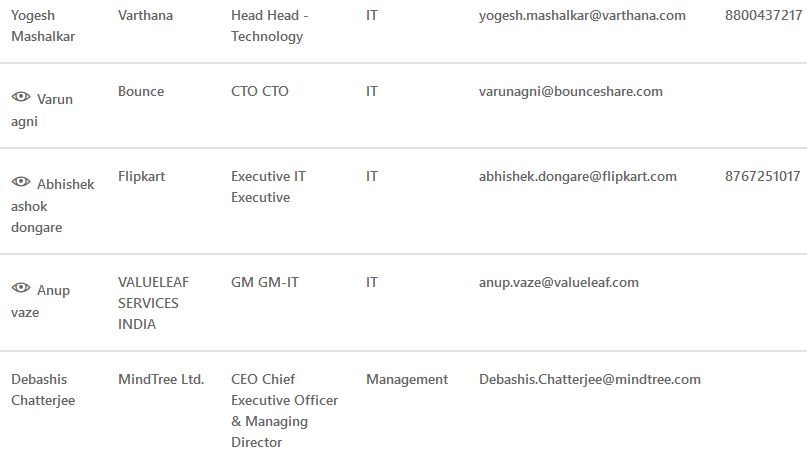 Yogesh Varthana Head Head - IT yogesh.mashalkar@varthana.com 8800437217
Mashalkar Technology
Varun Bounce CTO CTO IT varunagni@bounceshare.com
agni
Abhishek Flipkart Executive IT IT abhishek.dongare@flipkart.com 8767251017
ashok Executive
dongare
Anup VALUELEAF GM GM-IT IT anup.vaze@valueleaf.com
vaze SERVICES
INDIA
Debashis MindTree Ltd. CEO Chief Management Debashis.Chatterjee@mindtree.com
Chatterjee Executive Officer
& Managing
Director